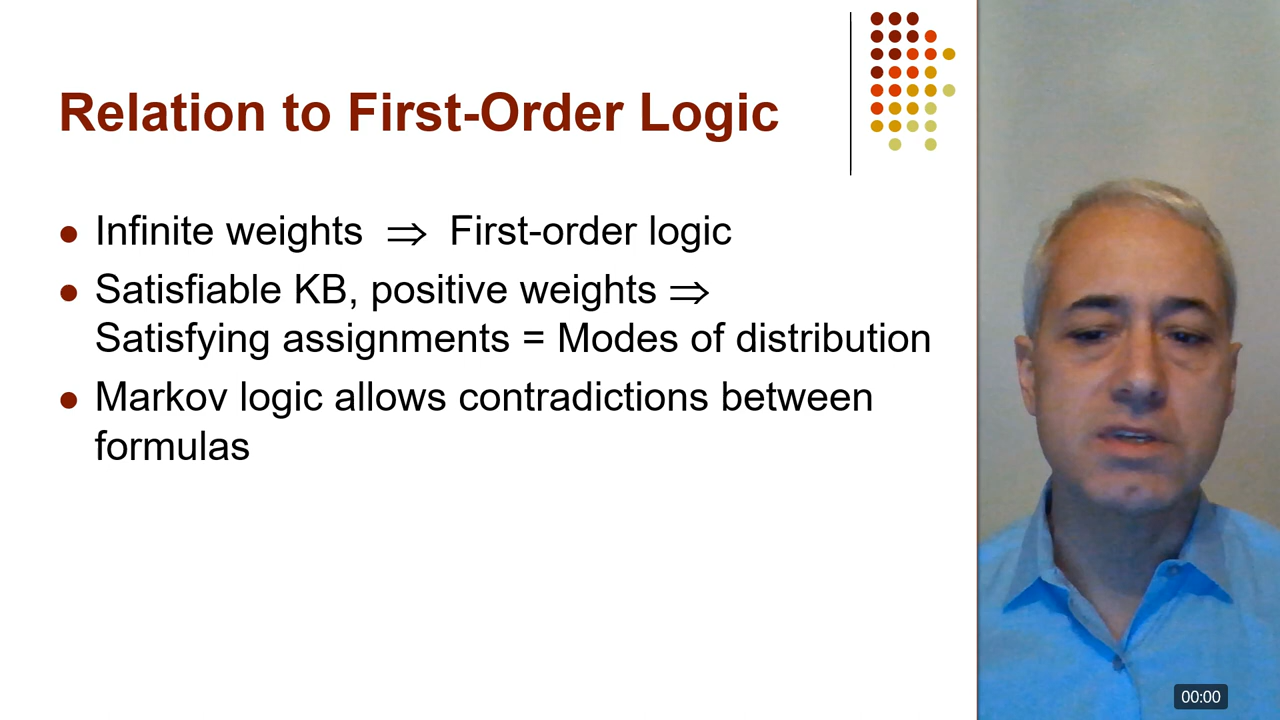 Relation to First-Order Logic
Infinite weights ⇒ First-order logic
Satisfiable KB, positive weights ⇒
Satisfying assignments = Modes of distribution
Markov logic allows contradictions between
formulas
00:00